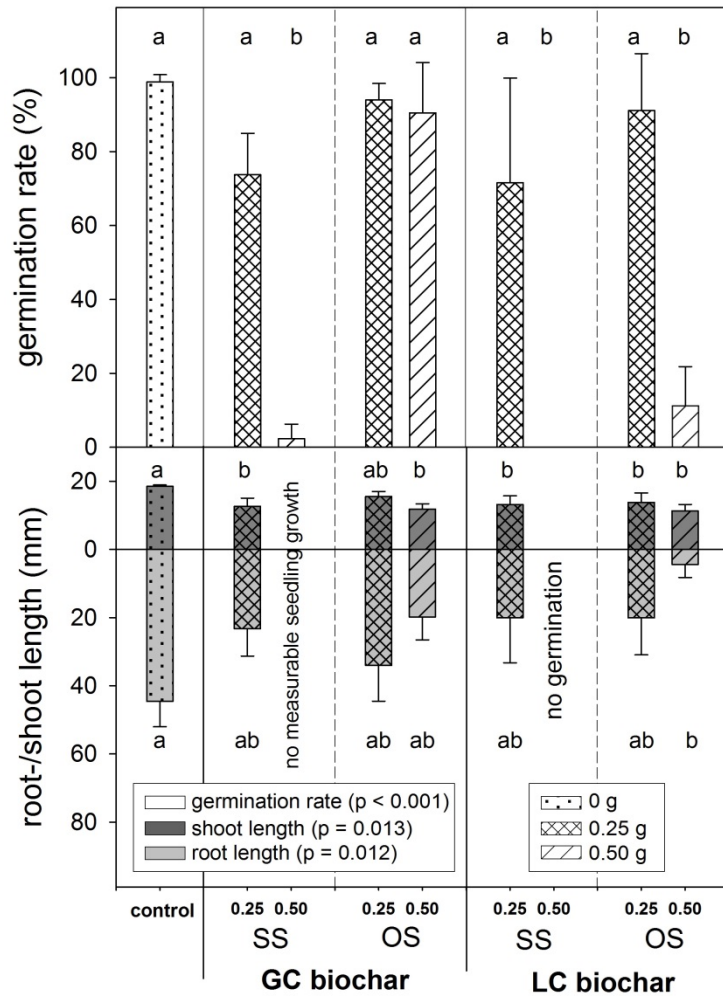 a a b a a a b a b
100
80
60
40
20
0
germination rate (%)
a b ab b b b b
20
0
20
40
60
80
root-/shoot length (mm)
no measurable seedling growth
no germination
a ab ab ab ab ab b
germination rate (p < 0.001)
shoot length (p = 0.013)
root length (p = 0.012)
0 g
0.25 g
0.50 g
control 0.25 0.50 0.25 0.50 0.25 0.50 0.25 0.50
SS OS SS OS
GC biochar LC biochar